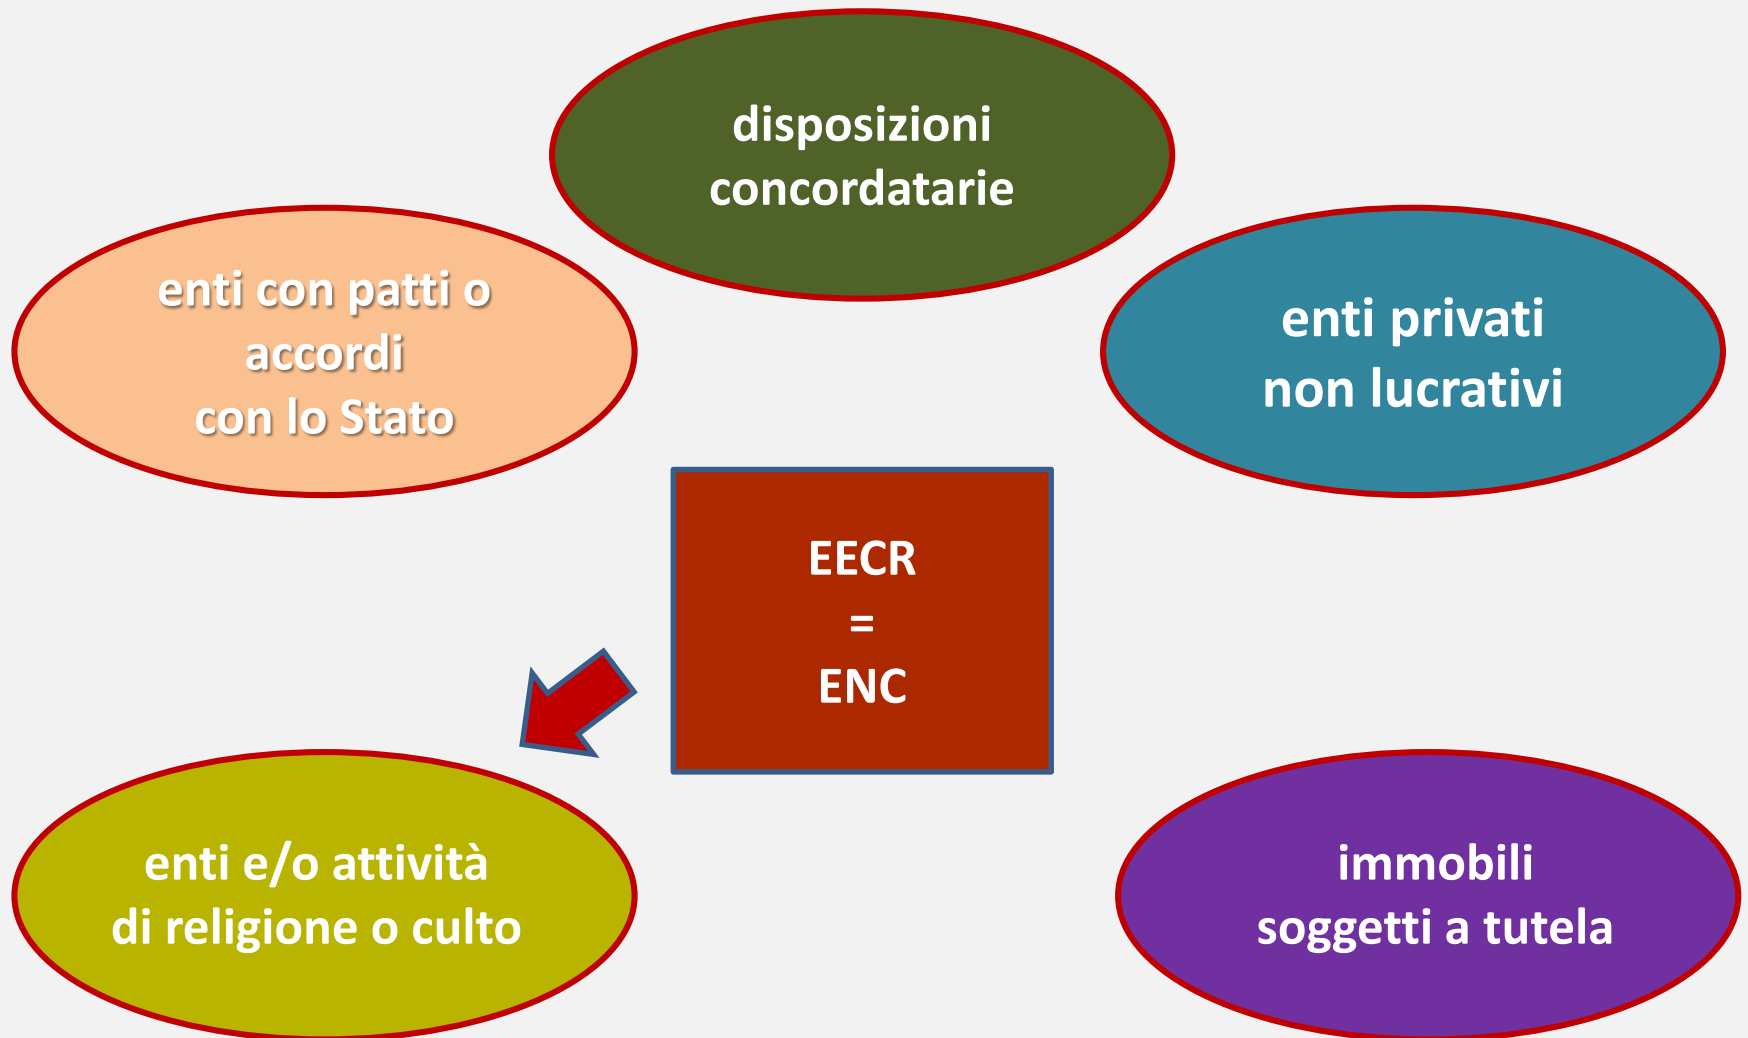 disposizioni
concordatarie
enti con patti o
accordi
con lo Stato
enti privati
non lucrativi
EECR
=
ENC
enti e/o attività
di religione o culto
immobili
soggetti a tutela